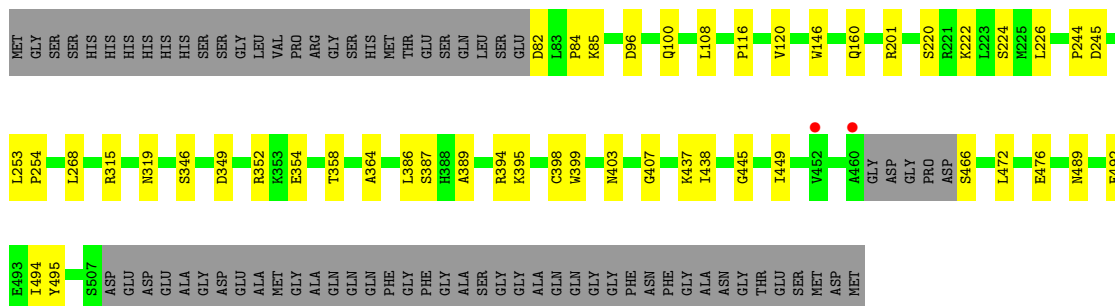 MET GLY SER SER HIS HIS HIS HIS HIS HIS SER SER GLY LEU VAL PRO ARG GLY SER HIS MET THR GLU SER GLN LEU SER GLU D82 L83 P84 K85 D96 Q100 L108 P116 V120 W146 Q160 R201 S220 R221 K222 L223 S224 M225 L226 P244 D245
L253 P254 L268 R315 N319 S346 D349 R352 K353 E354 T358 A364 L386 S387 H388 A389 R394 K395 C398 W399 N403 G407 K437 I438 G445 I449 V452 A460 GLY ASP GLY PRO ASP S466 L472 E476 N489
E493 I494 Y495 S507 ASP GLU ASP GLU ALA GLY ASP GLU ALA MET GLY ALA GLN GLN GLN PHE GLY PHE GLY ALA SER GLY GLY ALA GLN GLN GLY GLY PHE ASN PHE GLY ALA ASN GLY THR GLU SER MET ASP MET